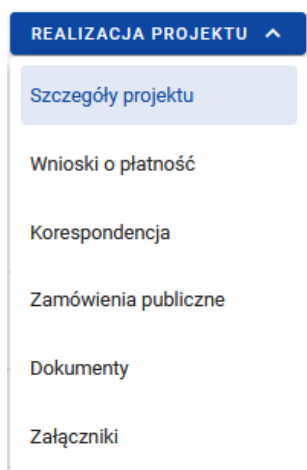 REALIZACJA PROJEKTU
Szczegóły projektu
Wnioski o płatność
Korespondencja
Zamówienia publiczne
Dokumenty
Załączniki